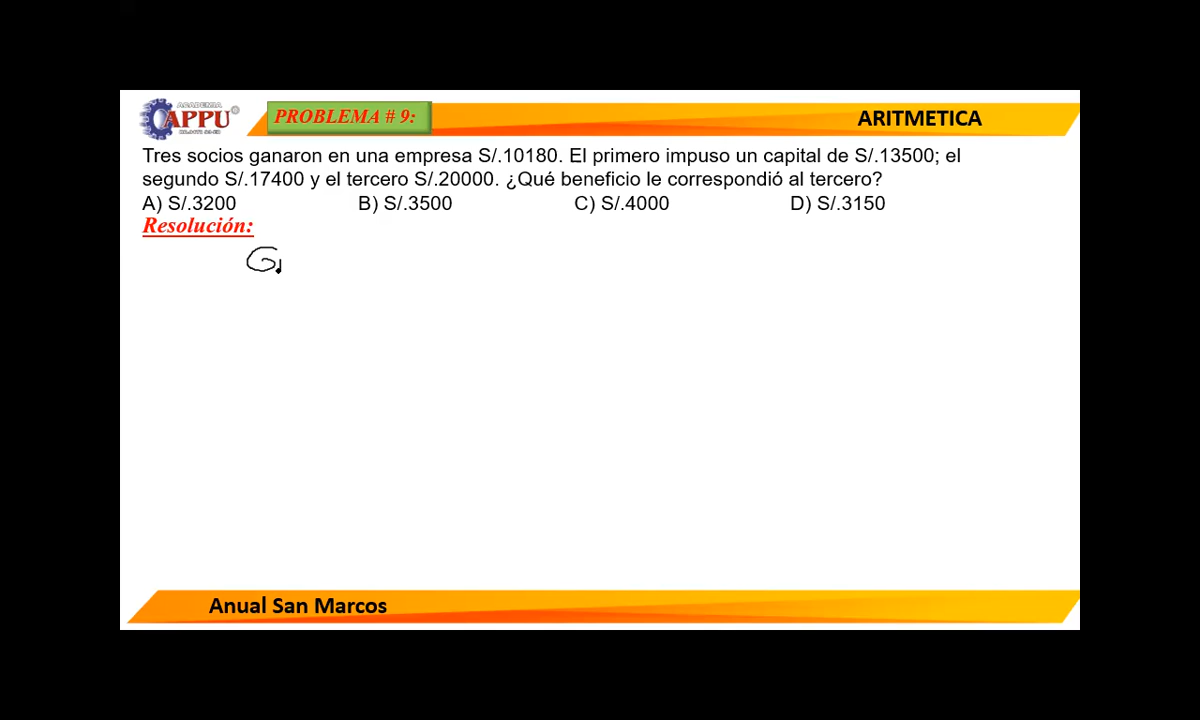 ACADEMIA
APPU
PROBLEMA # 9:
ARITMETICA
Tres socios ganaron en una empresa S/.10180. El primero impuso un capital de S/.13500; el
segundo S/.17400 y el tercero S/.20000. ¿Qué beneficio le correspondió al tercero?
A) S/.3200 B) S/.3500 C) S/.4000 D) S/.3150
Resolución:
G
Anual San Marcos